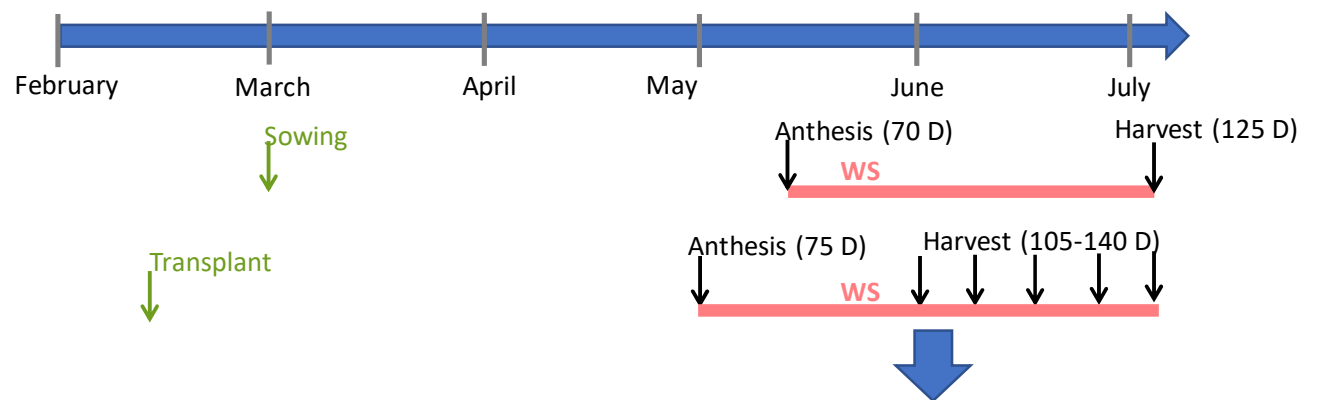 February March April May June July
Sowing
Anthesis (70 D)
Harvest (125 D)
WS
Transplant
Anthesis (75 D)
Harvest (105-140 D)
WS